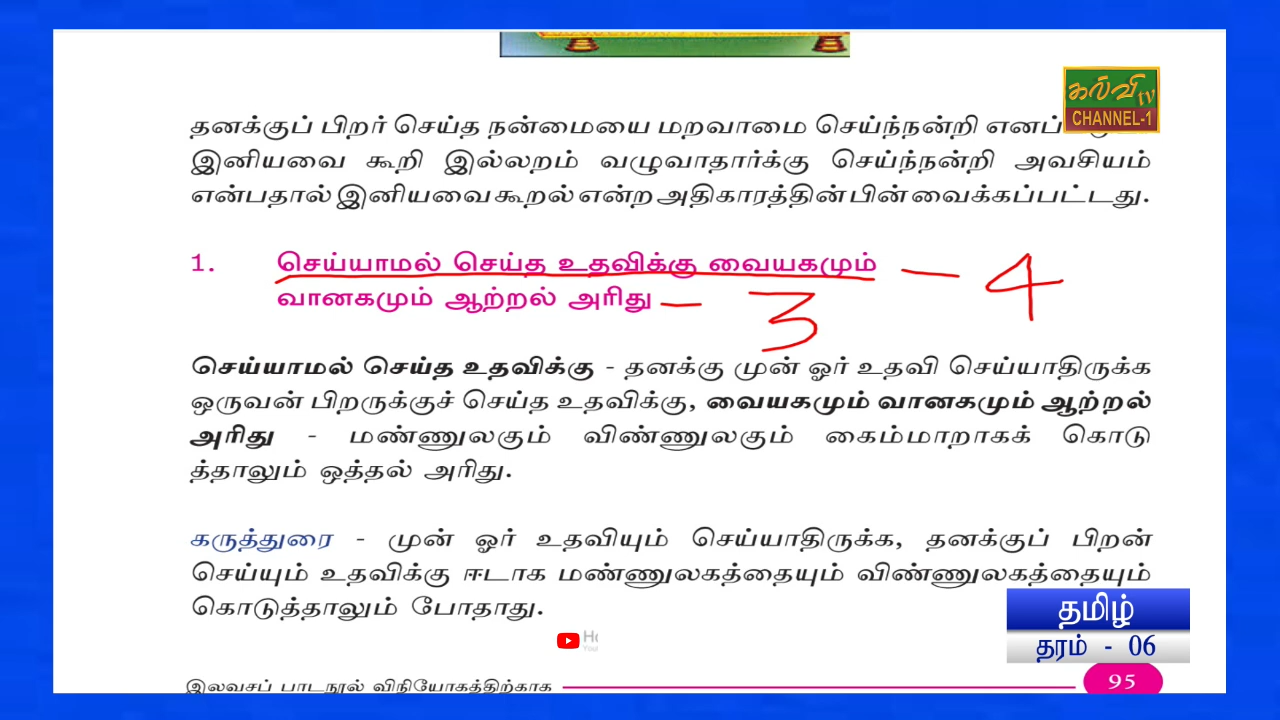 கல்வி tv
CHANNEL-1
தனக்குப் பிறர் செய்த நன்மையை மறவாமை செய்ந்நன்றி எனப்
இனியவை கூறி இல்லறம் வழுவாதார்க்கு செய்ந்நன்றி அவசியம்
என்பதால் இனியவை கூறல் என்ற அதிகாரத்தின் பின் வைக்கப்பட்டது.
1. செய்யாமல் செய்த உதவிக்கு வையகமும் - 4
வானகமும் ஆற்றல் அரிது - 3
செய்யாமல் செய்த உதவிக்கு - தனக்கு முன் ஓர் உதவி செய்யாதிருக்க
ஒருவன் பிறருக்குச் செய்த உதவிக்கு, வையகமும் வானகமும் ஆற்றல்
அரிது - மண்ணுலகும் விண்ணுலகும் கைம்மாறாகக் கொடு
த்தாலும் ஒத்தல் அரிது.
கருத்துரை - முன் ஓர் உதவியும் செய்யாதிருக்க, தனக்குப் பிறன்
செய்யும் உதவிக்கு ஈடாக மண்ணுலகத்தையும் விண்ணுலகத்தையும்
கொடுத்தாலும் போதாது.
தமிழ்
தரம் - 06
இலவசப் பாடநூல் விநியோகத்திற்காக
95